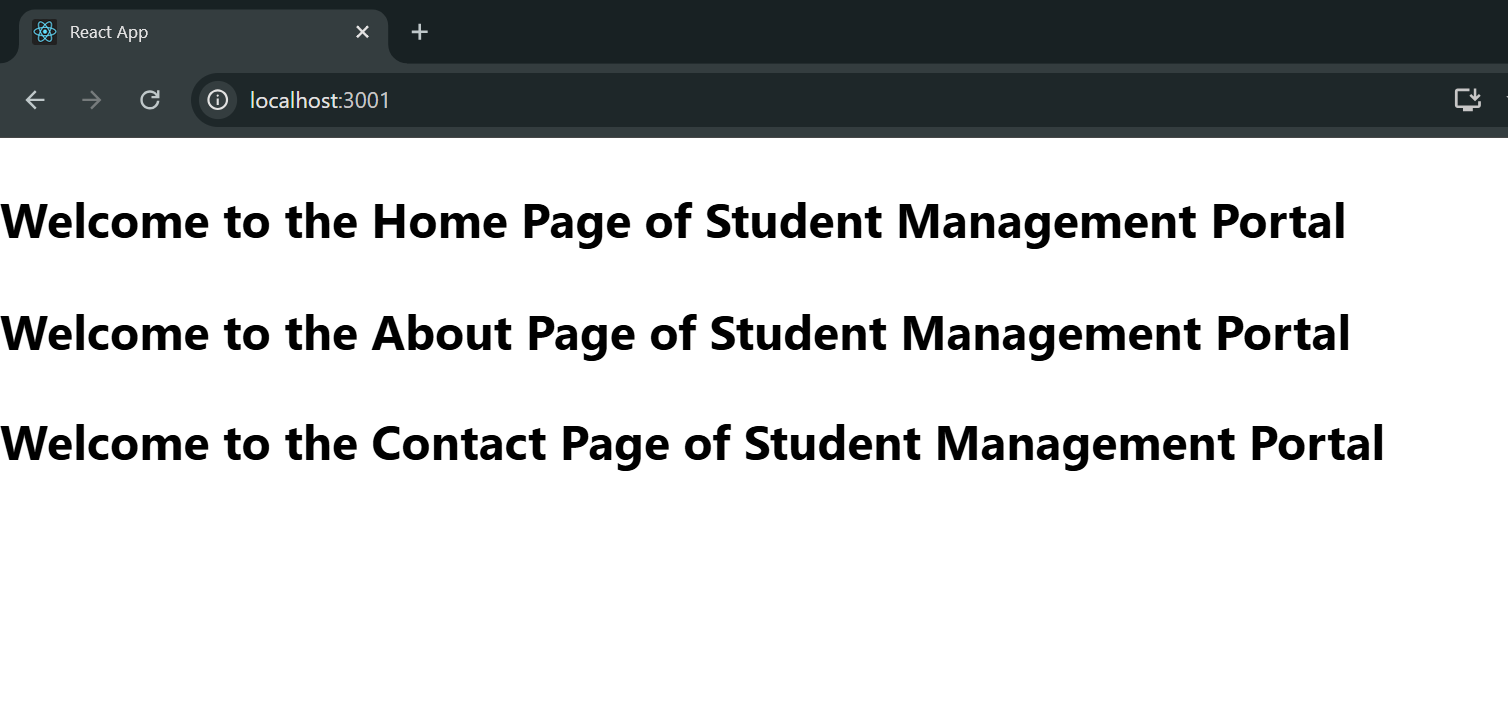 React App
localhost:3001
Welcome to the Home Page of Student Management Portal
Welcome to the About Page of Student Management Portal
Welcome to the Contact Page of Student Management Portal